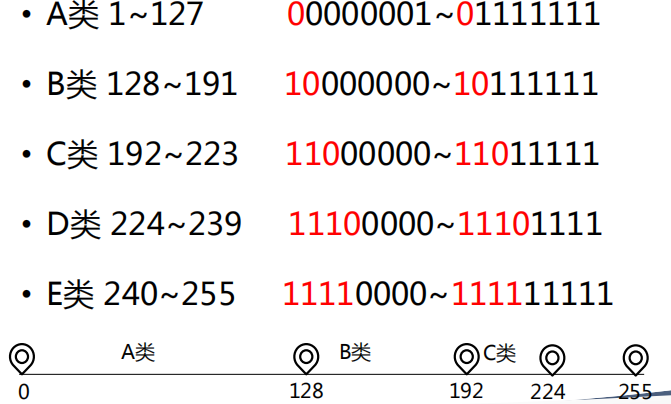 • A类 1~127 00000001~01111111
• B类 128~191 10000000~10111111
• C类 192~223 11000000~11011111
• D类 224~239 11100000~11101111
• E类 240~255 11110000~111111111
A类 B类 C类
0 128 192 224 255